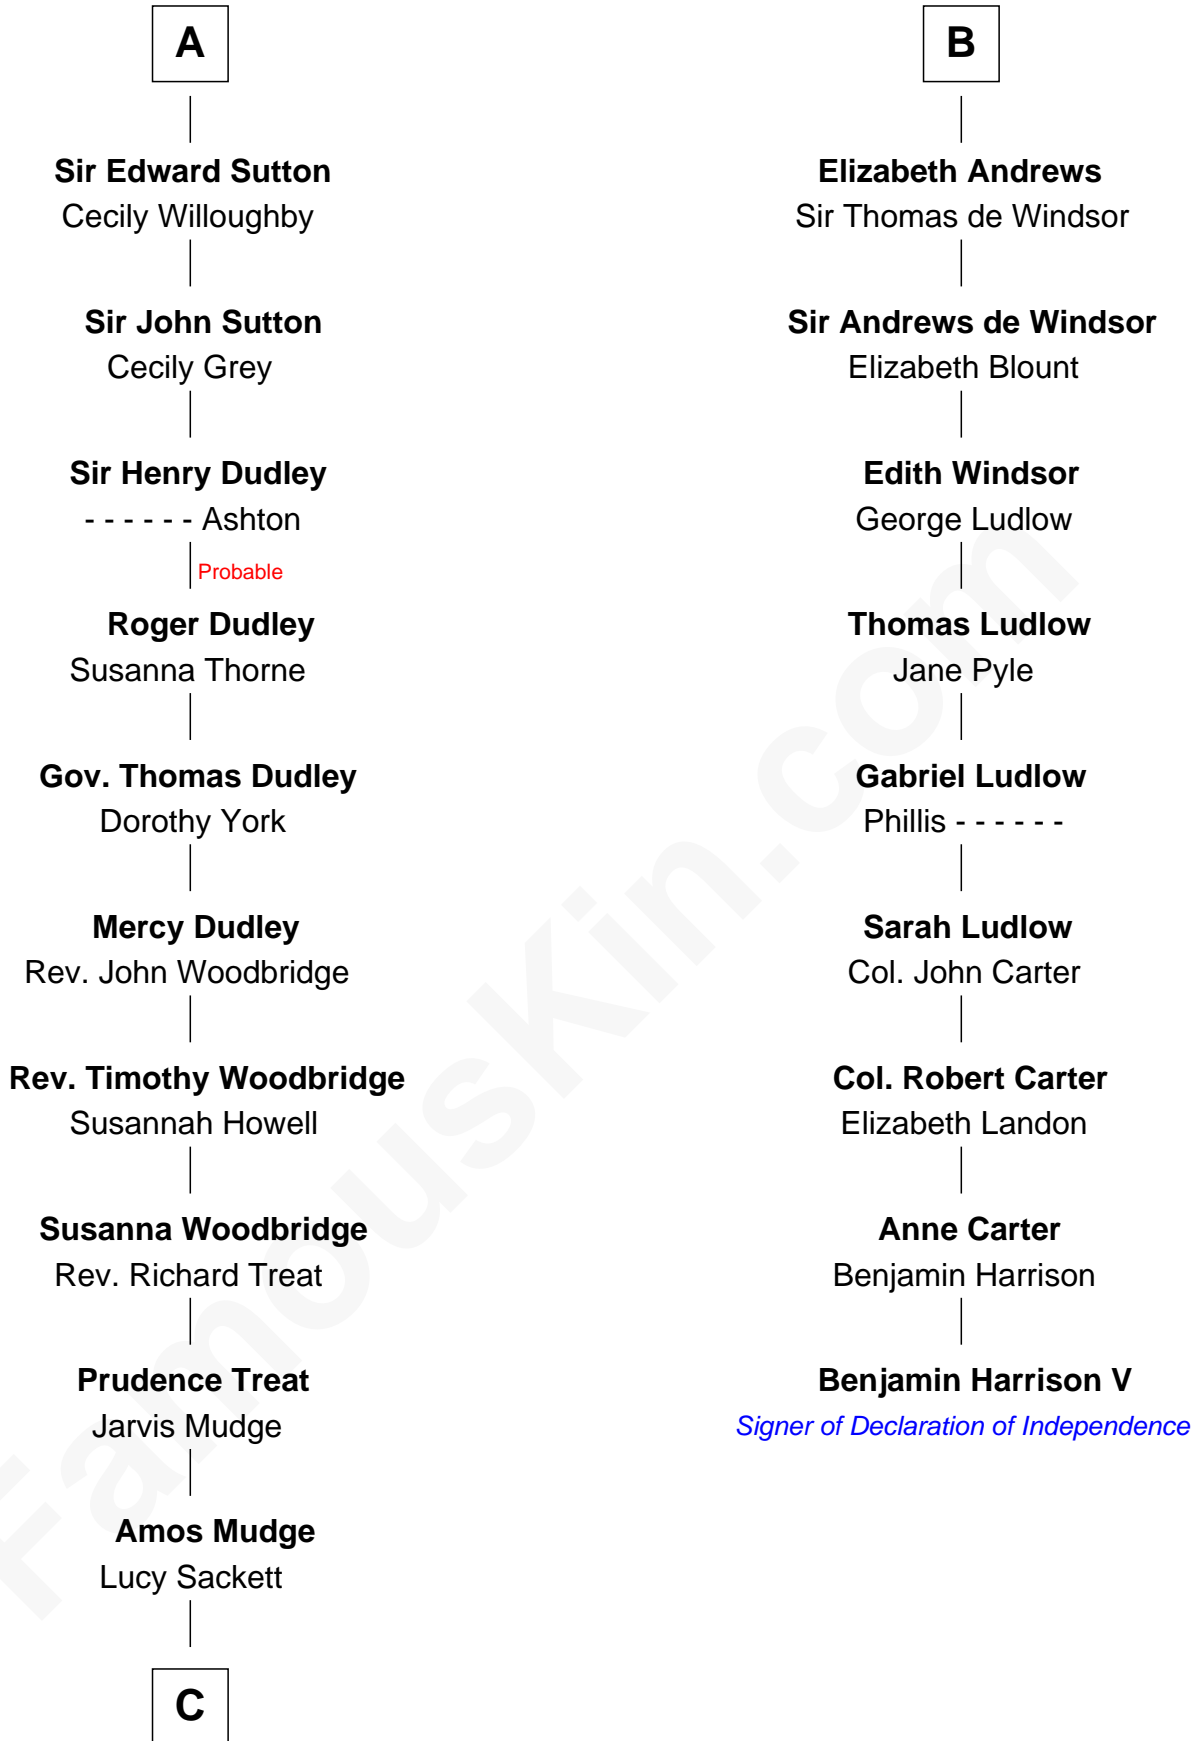 A
Sir Edward Sutton
Cecily Willoughby
Sir John Sutton
Cecily Grey
Sir Henry Dudley
- - - - - - Ashton
Probable
Roger Dudley
Susanna Thorne
Gov. Thomas Dudley
Dorothy York
Mercy Dudley
Rev. John Woodbridge
Rev. Timothy Woodbridge
Susannah Howell
Susanna Woodbridge
Rev. Richard Treat
Prudence Treat
Jarvis Mudge
Amos Mudge
Lucy Sackett
C
B
Elizabeth Andrews
Sir Thomas de Windsor
Sir Andrews de Windsor
Elizabeth Blount
Edith Windsor
George Ludlow
Thomas Ludlow
Jane Pyle
Gabriel Ludlow
Phillis - - - - - -
Sarah Ludlow
Col. John Carter
Col. Robert Carter
Elizabeth Landon
Anne Carter
Benjamin Harrison
Benjamin Harrison V
Signer of Declaration of Independence
FamousKin.com